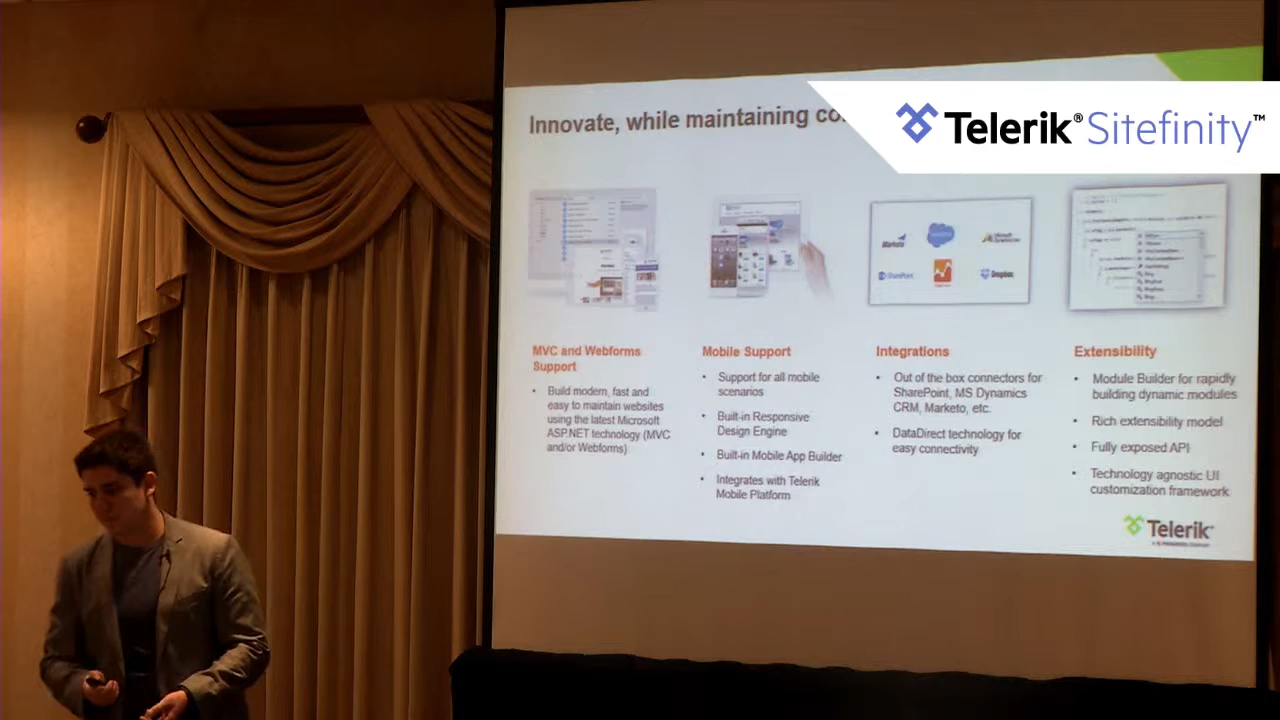 Innovate, while maintaining
Telerik® Sitefinity™
Marketo
SharePoint
Dropbox
MVC and Webforms
Support
• Build modern, fast and
easy to maintain websites
using the latest Microsoft
ASP.NET technology (MVC
and/or Webforms)
Mobile Support
• Support for all mobile
scenarios
• Built-in Responsive
Design Engine
• Built-in Mobile App Builder
• Integrates with Telerik
Mobile Platform
Integrations
• Out of the box connectors for
SharePoint, MS Dynamics
CRM, Marketo, etc.
• DataDirect technology for
easy connectivity
Extensibility
• Module Builder for rapidly
building dynamic modules
• Rich extensibility model
• Fully exposed API
• Technology agnostic UI
customization framework
Telerik